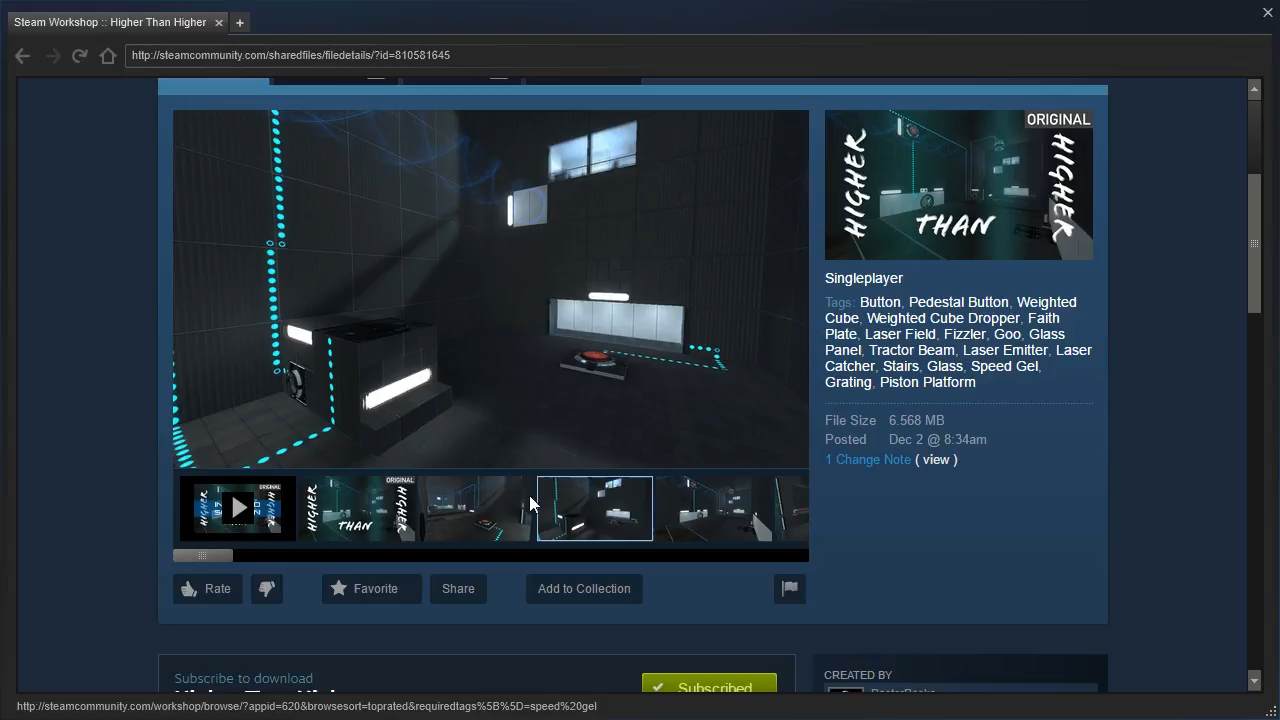 Steam Workshop :: Higher Than Higher
http://steamcommunity.com/sharedfiles/filedetails/?id=810581645
ORIGINAL
HIGHER
THAN
HIGHER
Singleplayer
Tags: Button, Pedestal Button, Weighted
Cube, Weighted Cube Dropper, Faith
Plate, Laser Field, Fizzler, Goo, Glass
Panel, Tractor Beam, Laser Emitter, Laser
Catcher, Stairs, Glass, Speed Gel,
Grating, Piston Platform
File Size 6.568 MB
Posted Dec 2 @ 8:34am
1 Change Note ( view )
ORIGINAL
HIGHER
HIGHER
ORIGINAL
HIGHER
THAN
HIGHER
Rate
Favorite
Share
Add to Collection
Subscribe to download
Subscribed
CREATED BY
http://steamcommunity.com/workshop/browse/?appid=620&browsesort=toprated&requiredtags%5B%5D=speed%20gel